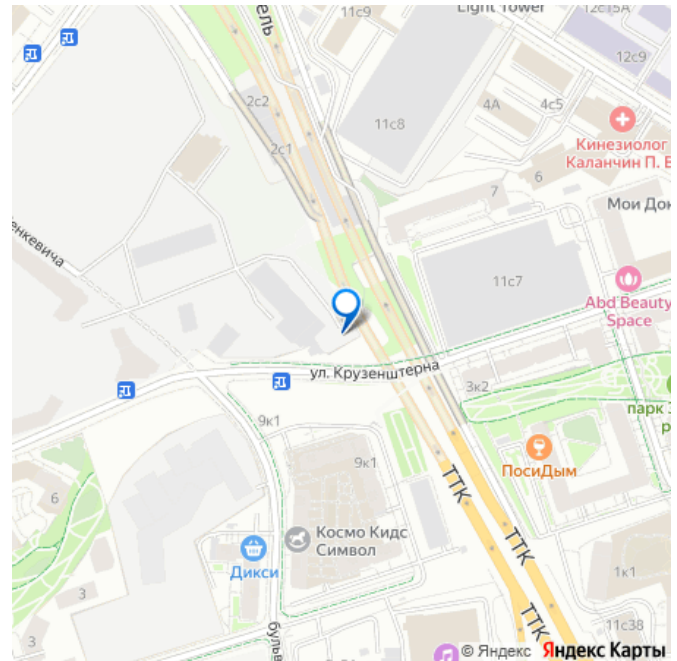 ель
Light Tower
12с15А
12с9
2с2
2с1
11с8
4А
4с5
Кинезиолог
Каланчин П. В
6
7
Мои Док
енкевича
11с7
Abd Beauty
Space
ул. Крузенштерна
3к2
парк З
р
9к1
9к1
ПосиДым
ТТК
6
Космо Кидс
Символ
ТТК
Дикси
1к1
ТТК
3
3
бульв
11с38
© Яндекс Яндекс Карты